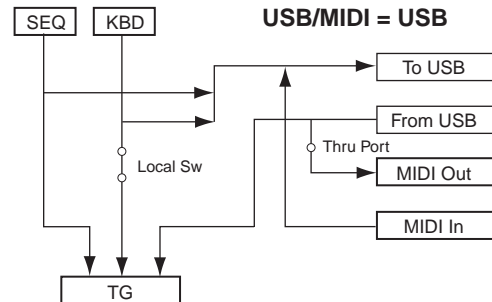 SEQ KBD USB/MIDI = USB
To USB
From USB
Thru Port
Local Sw
MIDI Out
MIDI In
TG